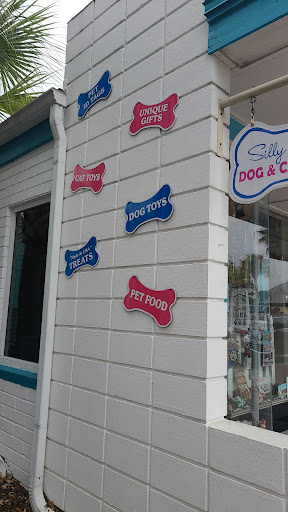 PET
ID TAGS
UNIQUE
GIFTS
CAT TOYS
DOG TOYS
TREATS
PET FOOD
Silly
DOG & C